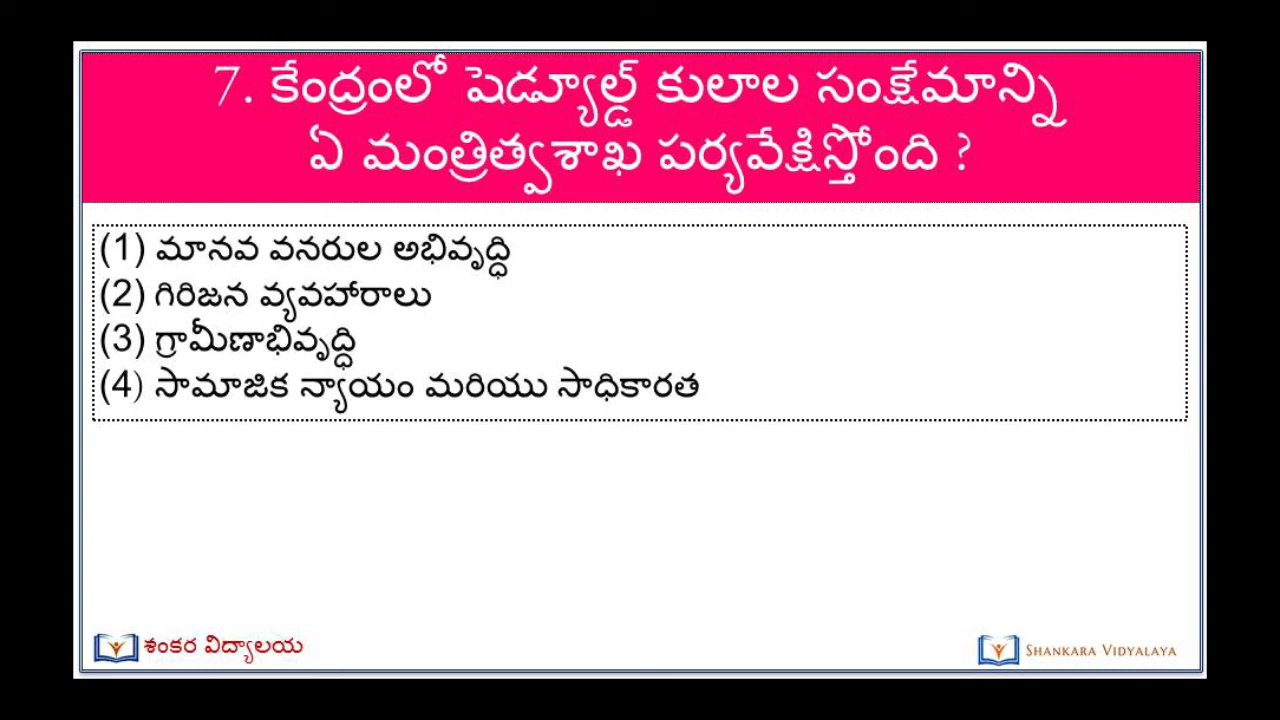 7. కేంద్రంలో షెడ్యూల్డ్ కులాల సంక్షేమాన్ని
ఏ మంత్రిత్వశాఖ పర్యవేక్షిస్తోంది ?
(1) మానవ వనరుల అభివృద్ధి
(2) గిరిజన వ్యవహారాలు
(3) గ్రామీణాభివృద్ధి
(4) సామాజిక న్యాయం మరియు సాధికారత
శంకర విద్యాలయ
SHANKARA VIDYALAYA